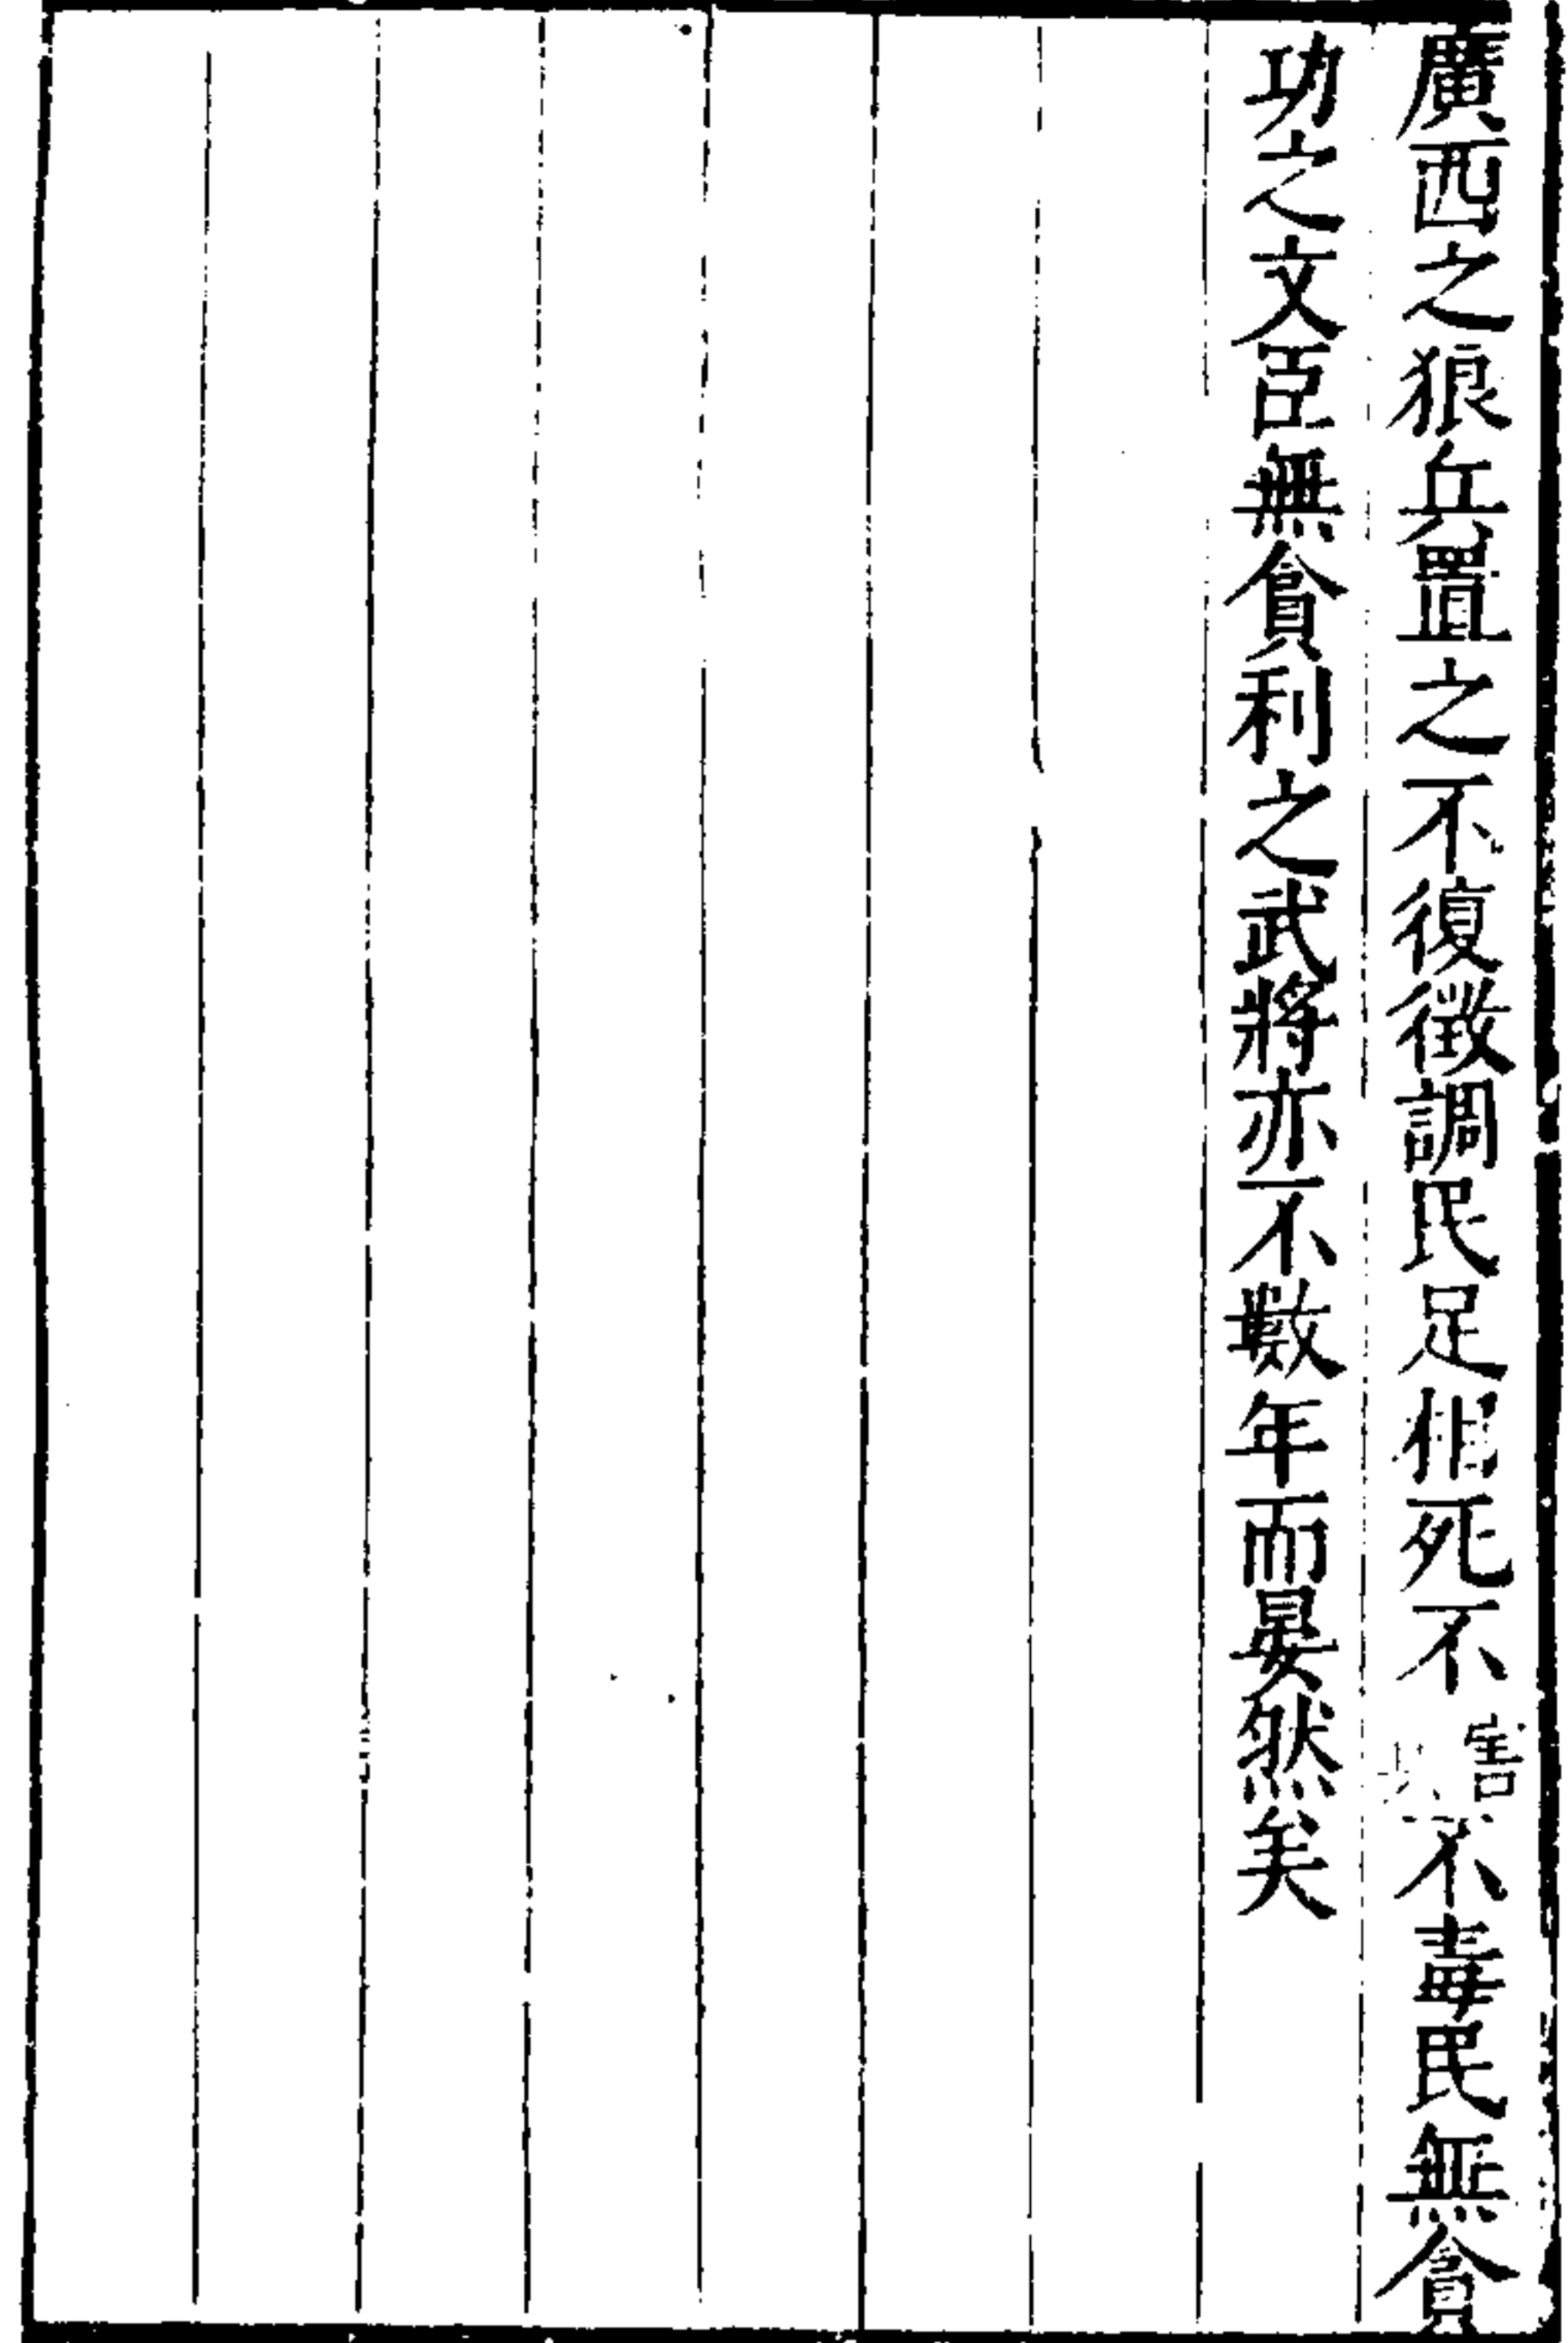 廣西之狼兵置之不復徵調民足相死不害不毒民無貪
功之文臣無貪利之武將亦不數年而晏然矣